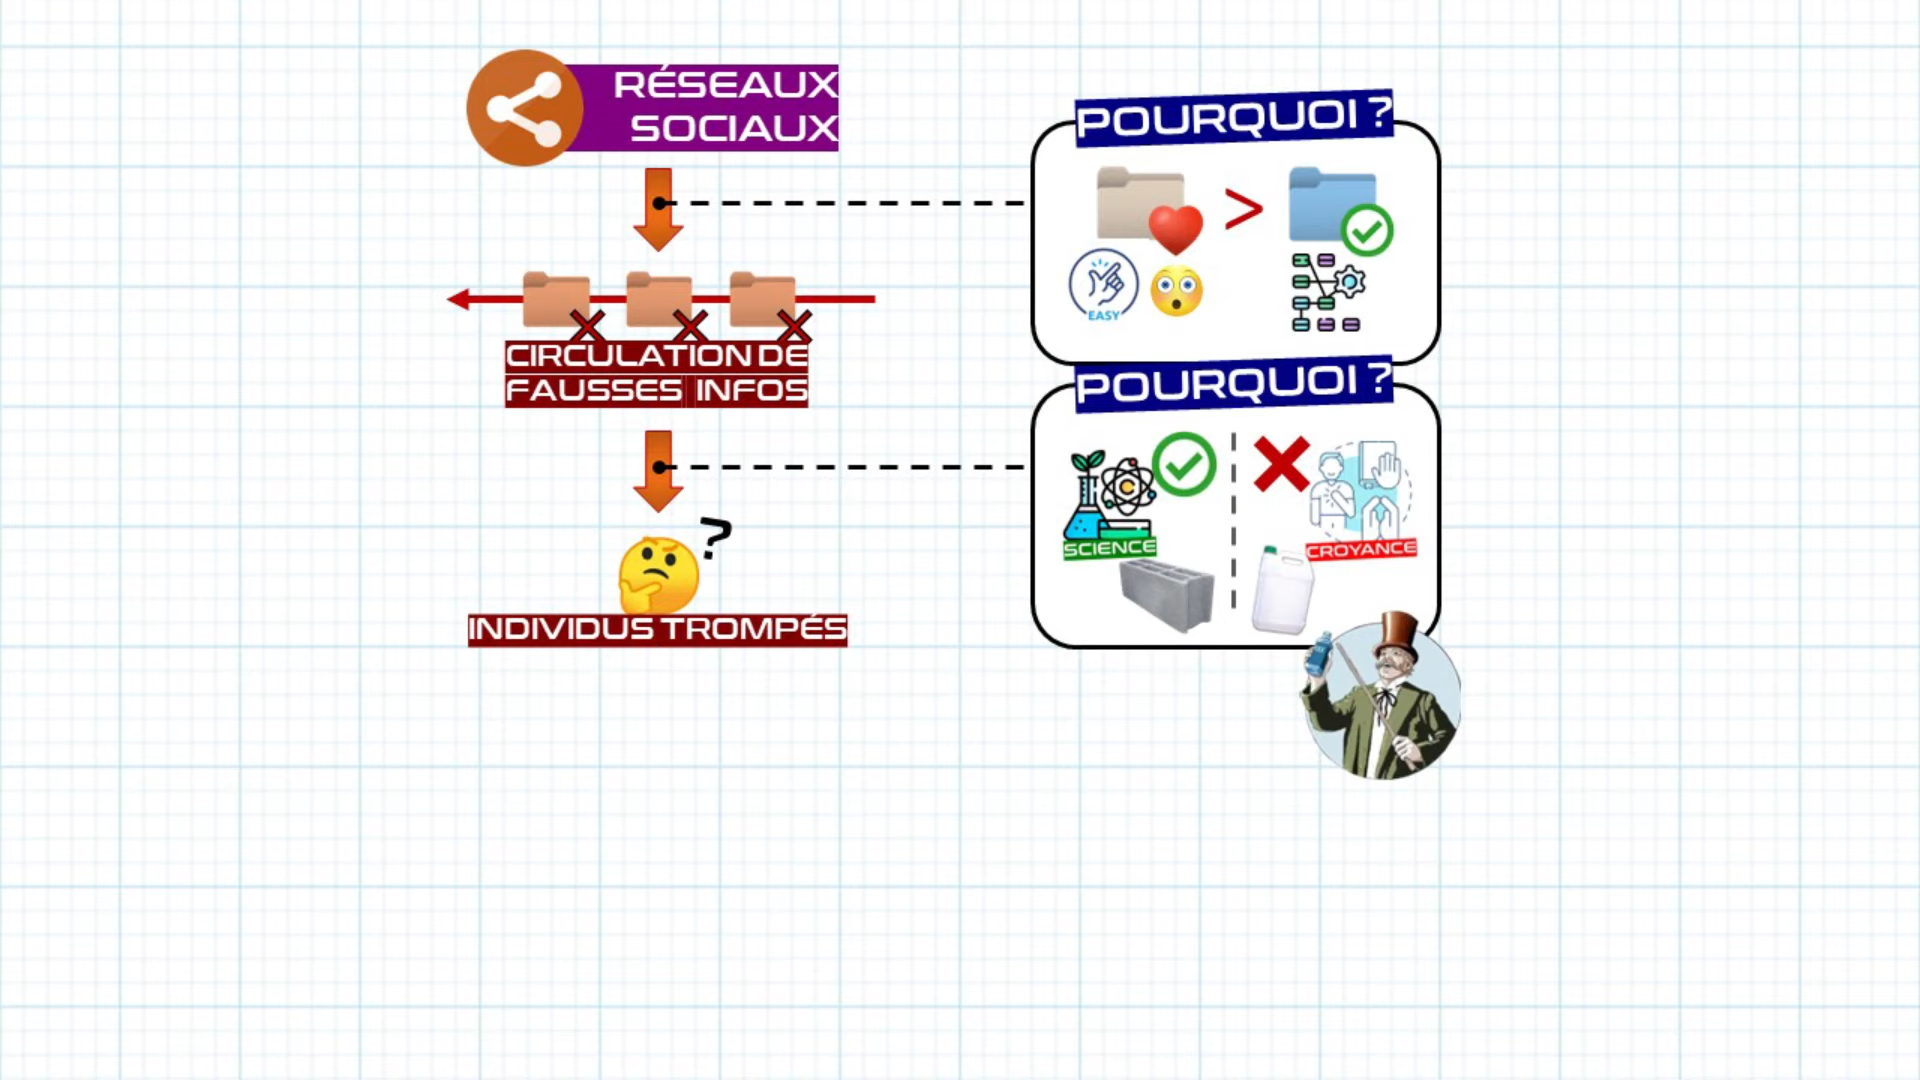 RÉSEAUX
SOCIAUX
CIRCULATION DE
FAUSSES INFOS
?
INDIVIDUS TROMPÉS
POURQUOI ?
>
EASY
POURQUOI ?
SCIENCE
CROYANCE